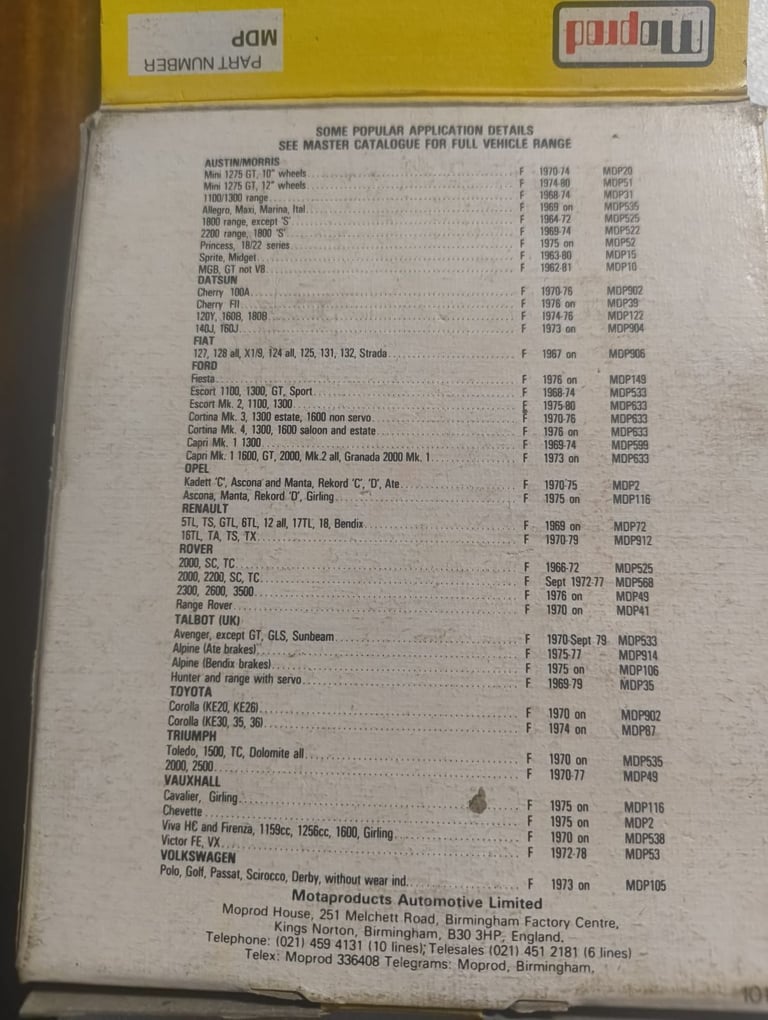 Moprod
PART NUMBER
MDP
SOME POPULAR APPLICATION DETAILS
SEE MASTER CATALOGUE FOR FULL VEHICLE RANGE
AUSTIN/MORRIS
Mini 1275 GT, 10" wheels F 1970-74 MDP20
Mini 1275 GT, 12" wheels F 1974-80 MDP51
1100/1300 range F 1968-74 MDP31
Allegro, Maxi, Marina, Ital F 1969 on MDP535
1800 range, except 'S' F 1964-72 MDP525
2200 range, 1800 'S' F 1969-74 MDP522
Princess, 18/22 series F 1975 on MDP52
Sprite, Midget F 1963-80 MDP15
MGB, GT not V8 F 1962-81 MDP10
DATSUN
Cherry 100A F 1970-76 MDP902
Cherry FII F 1976 on MDP39
120Y, 160B, 180B F 1974-76 MDP122
140J, 160J F 1973 on MDP904
FIAT
127, 128 all, X1/9, 124 all, 125, 131, 132, Strada F 1967 on MDP906
FORD
Fiesta F 1976 on MDP149
Escort 1100, 1300, GT, Sport F 1968-74 MDP533
Escort Mk. 2, 1100, 1300 F 1975-80 MDP633
Cortina Mk. 3, 1300 estate, 1600 non servo F 1970-76 MDP633
Cortina Mk. 4, 1300, 1600 saloon and estate F 1976 on MDP633
Capri Mk. 1 1300 F 1969-74 MDP599
Capri Mk. 1 1600, GT, 2000, Mk.2 all, Granada 2000 Mk. 1 F 1973 on MDP633
OPEL
Kadett 'C', Ascona and Manta, Rekord 'C', 'D', Ate F 1970-75 MDP2
Ascona, Manta, Rekord 'D', Girling F 1975 on MDP116
RENAULT
5TL, TS, GTL, 6TL, 12 all, 17TL, 18, Bendix F 1969 on MDP72
16TL, TA, TS, TX F 1970-79 MDP912
ROVER
2000, SC, TC F 1966-72 MDP525
2000, 2200, SC, TC F Sept 1972-77 MDP568
2300, 2600, 3500 F 1976 on MDP49
Range Rover F 1970 on MDP41
TALBOT (UK)
Avenger, except GT, GLS, Sunbeam F 1970-Sept 79 MDP533
Alpine (Ate brakes) F 1975-77 MDP914
Alpine (Bendix brakes) F 1975 on MDP106
Hunter and range with servo F 1969-79 MDP35
TOYOTA
Corolla (KE20, KE26) F 1970 on MDP902
Corolla (KE30, 35, 36) F 1974 on MDP87
TRIUMPH
Toledo, 1500, TC, Dolomite all F 1970 on MDP535
2000, 2500 F 1970-77 MDP49
VAUXHALL
Cavalier, Girling F 1975 on MDP116
Chevette F 1975 on MDP2
Viva HC and Firenza, 1159cc, 1256cc, 1600, Girling F 1970 on MDP538
Victor FE, VX F 1972-78 MDP53
VOLKSWAGEN
Polo, Golf, Passat, Scirocco, Derby, without wear ind. F 1973 on MDP105
Motaproducts Automotive Limited
Moprod House, 251 Melchett Road, Birmingham Factory Centre,
Kings Norton, Birmingham, B30 3HP, England.
Telephone: (021) 459 4131 (10 lines); Telesales (021) 451 2181 (6 lines)
Telex: Moprod 336408 Telegrams: Moprod, Birmingham.